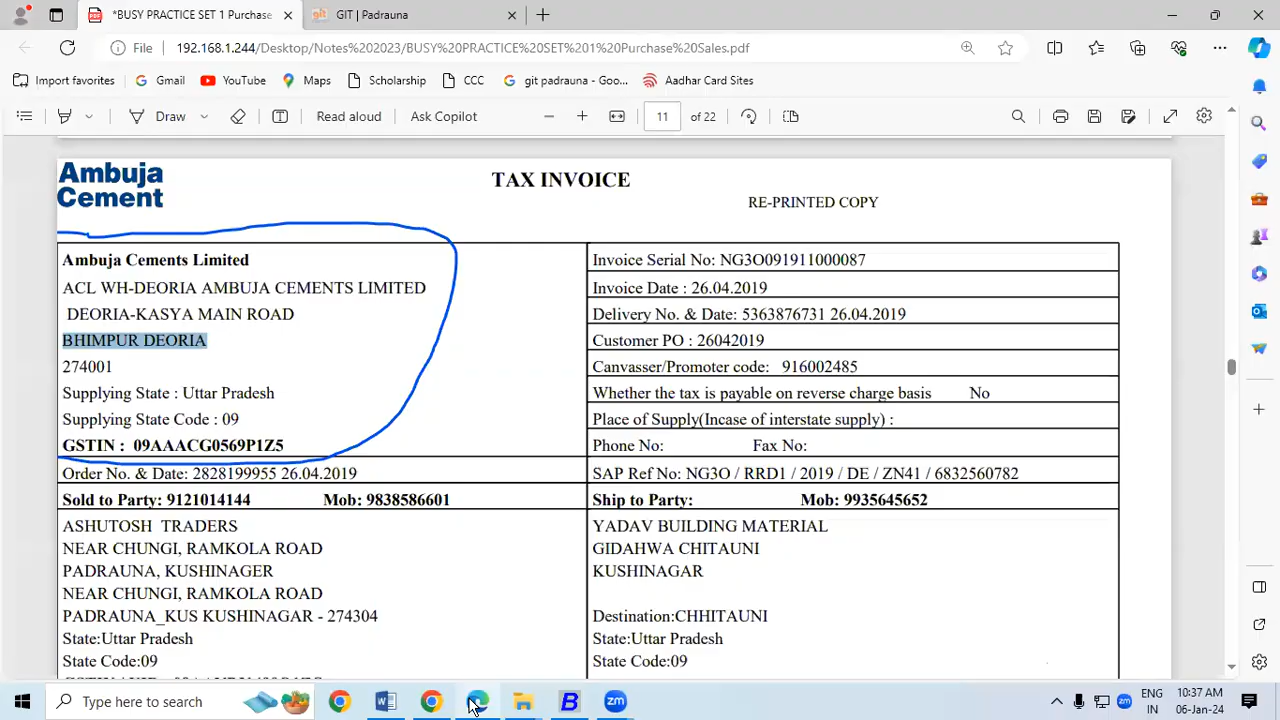 *BUSY PRACTICE SET 1 Purchase
GIT | Padrauna
File
192.168.1.244/Desktop/Notes%202023/BUSY%20PRACTICE%20SET%201%20Purchase%20Sales.pdf
Import favorites
Gmail
YouTube
Maps
Scholarship
CCC
git padrauna - Goo...
Aadhar Card Sites
Draw
Read aloud
Ask Copilot
11
of 22
Ambuja
Cement
TAX INVOICE
RE-PRINTED COPY
Ambuja Cements Limited
ACL WH-DEORIA AMBUJA CEMENTS LIMITED
DEORIA-KASYA MAIN ROAD
BHIMPUR DEORIA
274001
Supplying State : Uttar Pradesh
Supplying State Code : 09
GSTIN : 09AAACG0569P1Z5
Invoice Serial No: NG3O091911000087
Invoice Date : 26.04.2019
Delivery No. & Date: 5363876731 26.04.2019
Customer PO : 26042019
Canvasser/Promoter code: 916002485
Whether the tax is payable on reverse charge basis No
Place of Supply(Incase of interstate supply) :
Phone No: Fax No:
Order No. & Date: 2828199955 26.04.2019
SAP Ref No: NG3O / RRD1 / 2019 / DE / ZN41 / 6832560782
Sold to Party: 9121014144 Mob: 9838586601
Ship to Party: Mob: 9935645652
ASHUTOSH TRADERS
NEAR CHUNGI, RAMKOLA ROAD
PADRAUNA, KUSHINAGER
NEAR CHUNGI, RAMKOLA ROAD
PADRAUNA_KUS KUSHINAGAR - 274304
State:Uttar Pradesh
State Code:09
YADAV BUILDING MATERIAL
GIDAHWA CHITAUNI
KUSHINAGAR
Destination:CHHITAUNI
State:Uttar Pradesh
State Code:09
Type here to search
zm
ENG
IN
10:37 AM
06-Jan-24